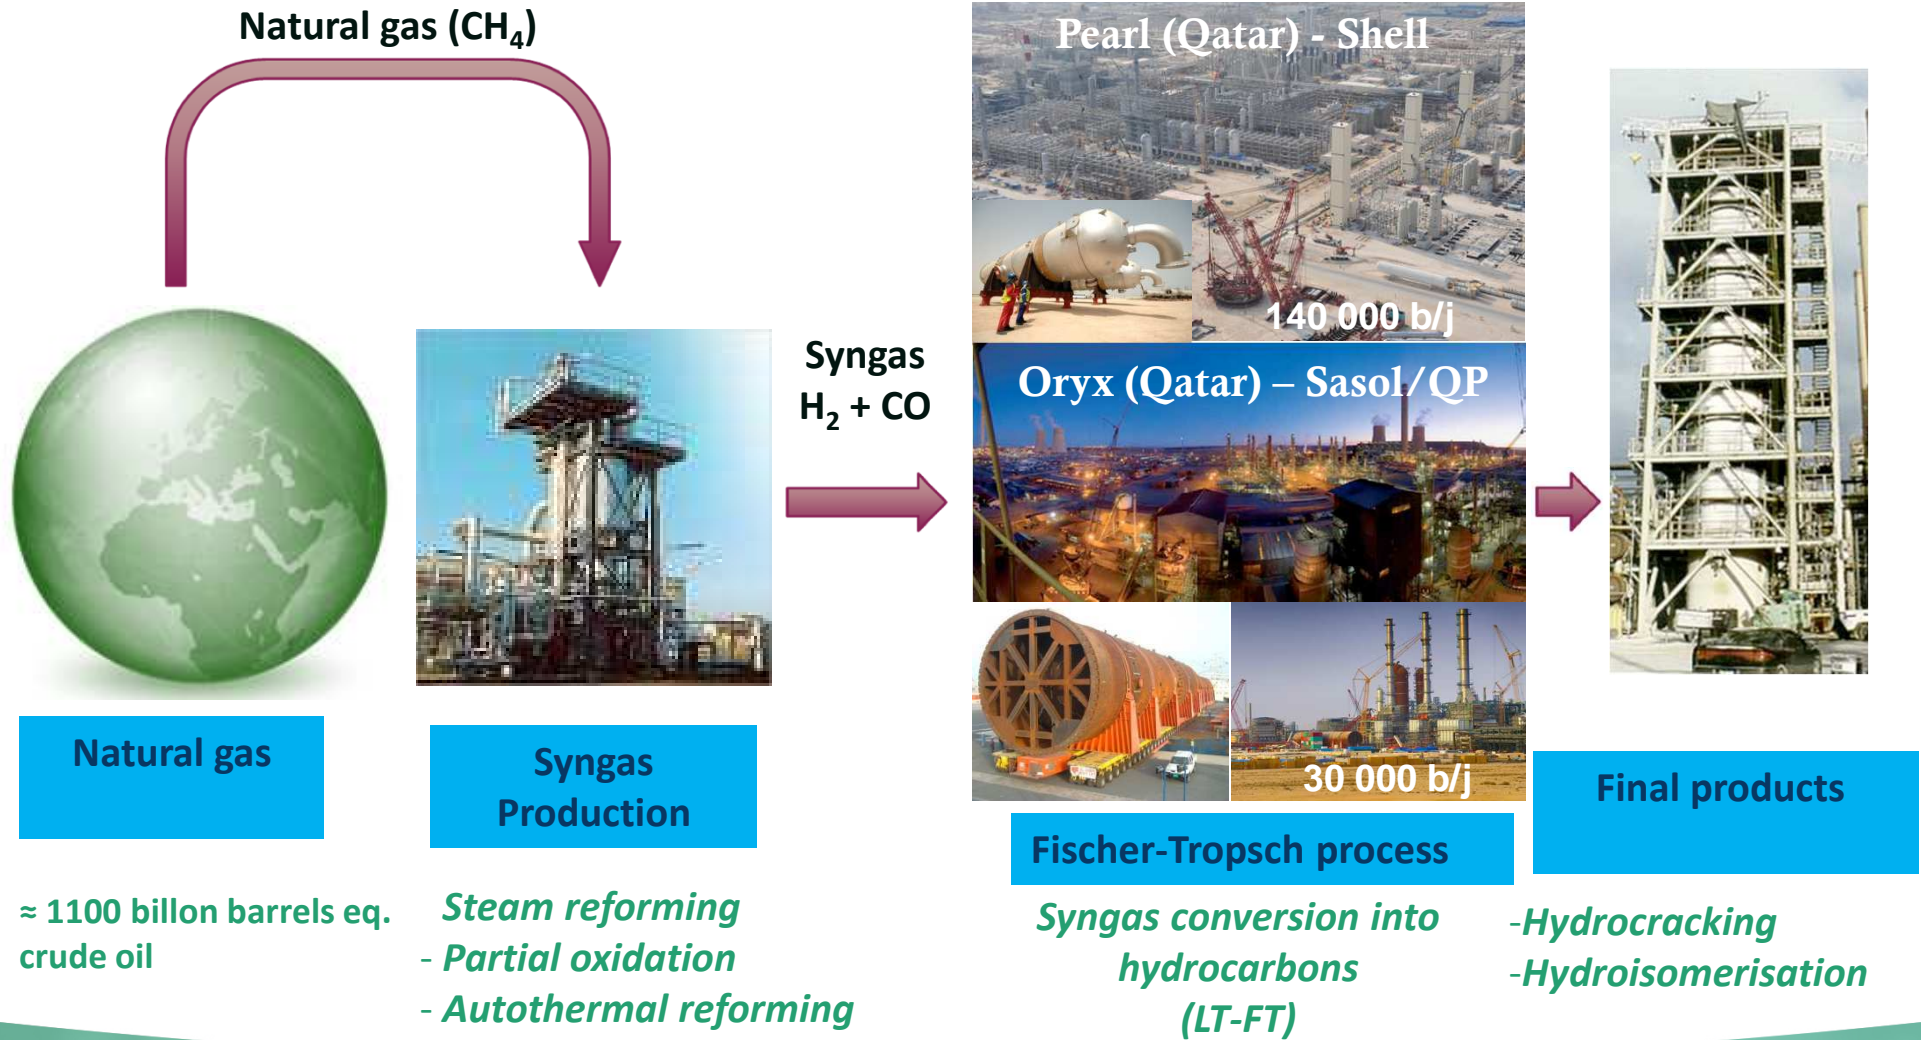 Natural gas (CH₄)
Pearl (Qatar) - Shell
140 000 b/j
Syngas
H₂ + CO
Oryx (Qatar) – Sasol/QP
30 000 b/j
Natural gas
Syngas
Production
Fischer-Tropsch process
Final products
≈ 1100 billon barrels eq.
crude oil
Steam reforming
- Partial oxidation
- Autothermal reforming
Syngas conversion into
hydrocarbons
(LT-FT)
-Hydrocracking
-Hydroisomerisation